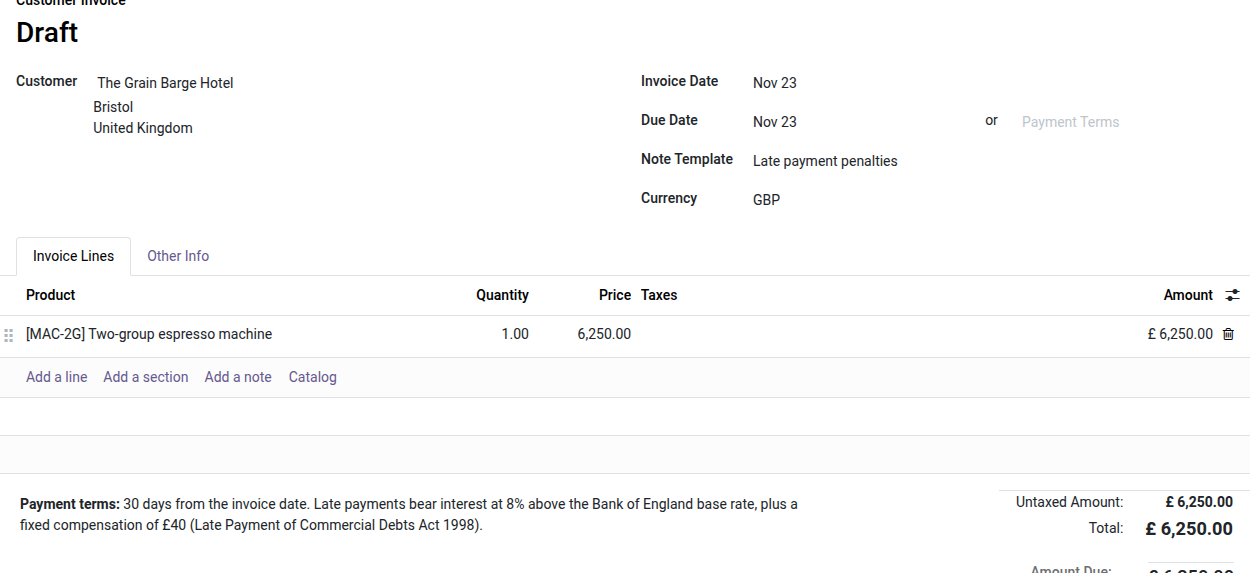 Customer Invoice
Draft
Customer The Grain Barge Hotel
Bristol
United Kingdom
Invoice Date Nov 23
Due Date Nov 23 or Payment Terms
Note Template Late payment penalties
Currency GBP
Invoice Lines Other Info
Product Quantity Price Taxes Amount
[MAC-2G] Two-group espresso machine 1.00 6,250.00 £ 6,250.00
Add a line Add a section Add a note Catalog
Payment terms: 30 days from the invoice date. Late payments bear interest at 8% above the Bank of England base rate, plus a
fixed compensation of £40 (Late Payment of Commercial Debts Act 1998).
Untaxed Amount: £ 6,250.00
Total: £ 6,250.00
Amount Due: £ 6,250.00